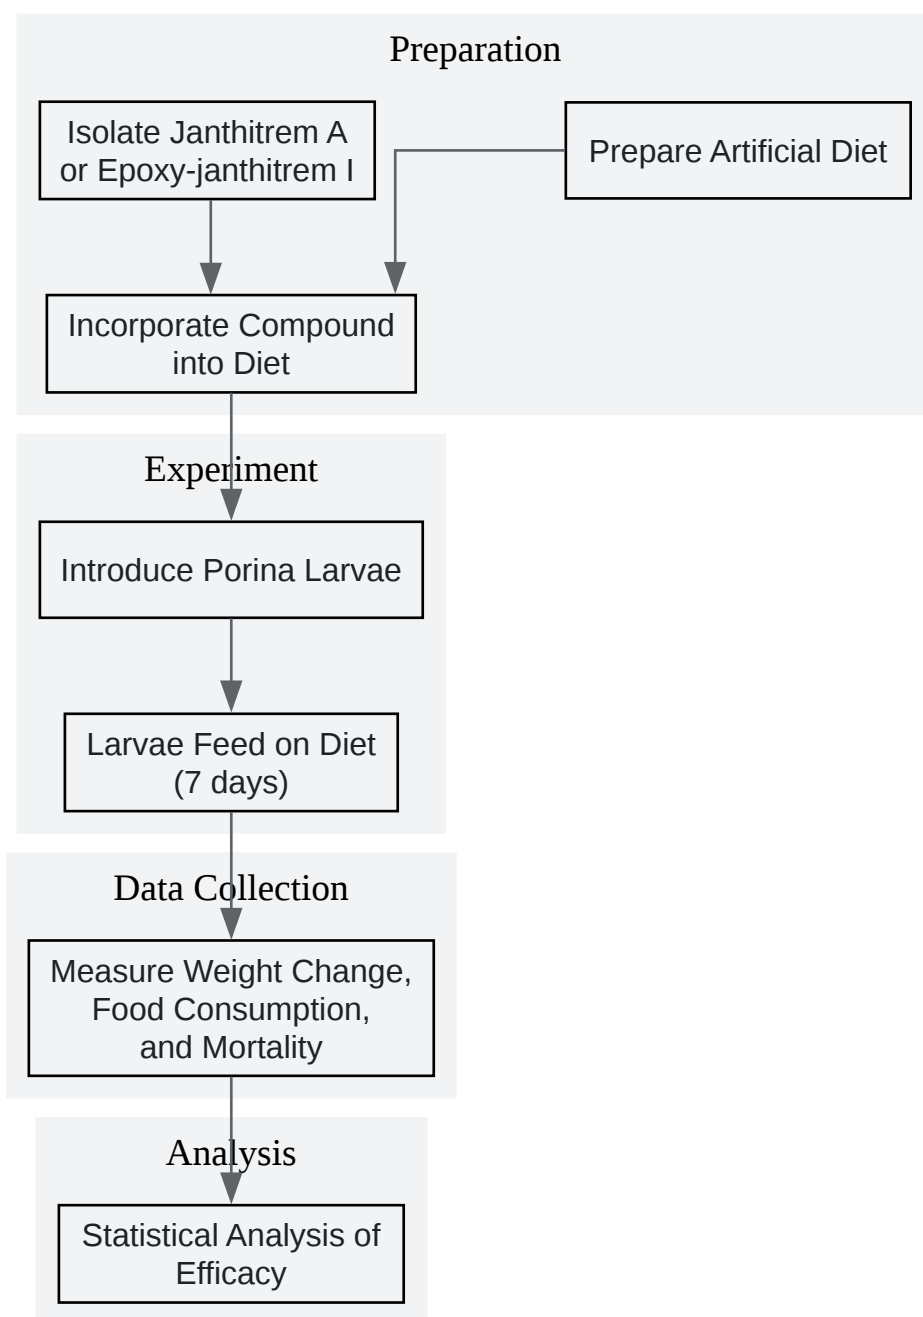 Preparation
Isolate Janthitrem A
or Epoxy-janthitrem I
Prepare Artificial Diet
Incorporate Compound
into Diet
Experiment
Introduce Porina Larvae
Larvae Feed on Diet
(7 days)
Data Collection
Measure Weight Change,
Food Consumption,
and Mortality
Analysis
Statistical Analysis of
Efficacy